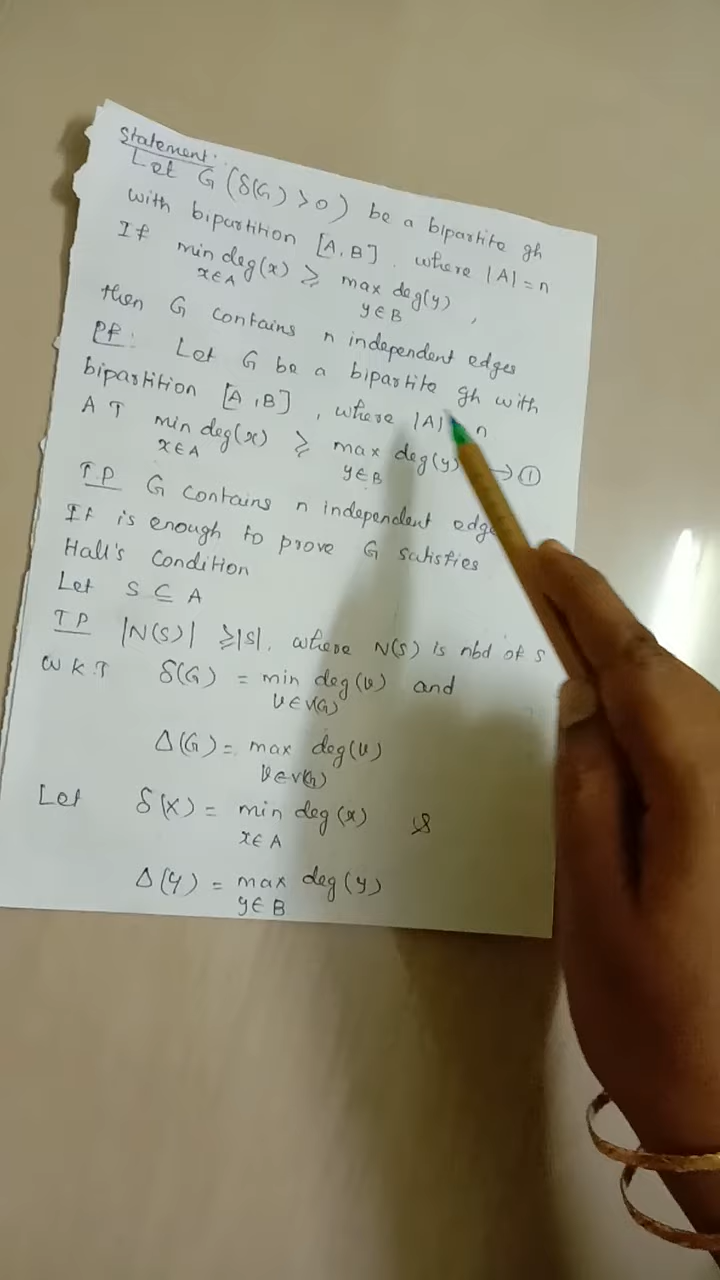 Statement:
Let G (δ(G) > 0) be a bipartite gh
with bipartition [A, B]. where |A| = n
If min deg(x) ≥ max deg(y),
x∈A y∈B
then G contains n independent edges
Pf: Let G be a bipartite gh with
bipartition [A, B], where |A| n
A T min deg(x) ≥ max deg(y) → ①
x∈A y∈B
T P G contains n independent edge
It is enough to prove G satisfies
Hall's Condition
Let S ⊆ A
T P |N(S)| ≥ |S|, where N(S) is nbd of S
W K T δ(G) = min deg(v) and
v∈V(G)
Δ(G) = max deg(v)
v∈V(G)
Let δ(X) = min deg(x) &
x∈A
Δ(Y) = max deg(y)
y∈B